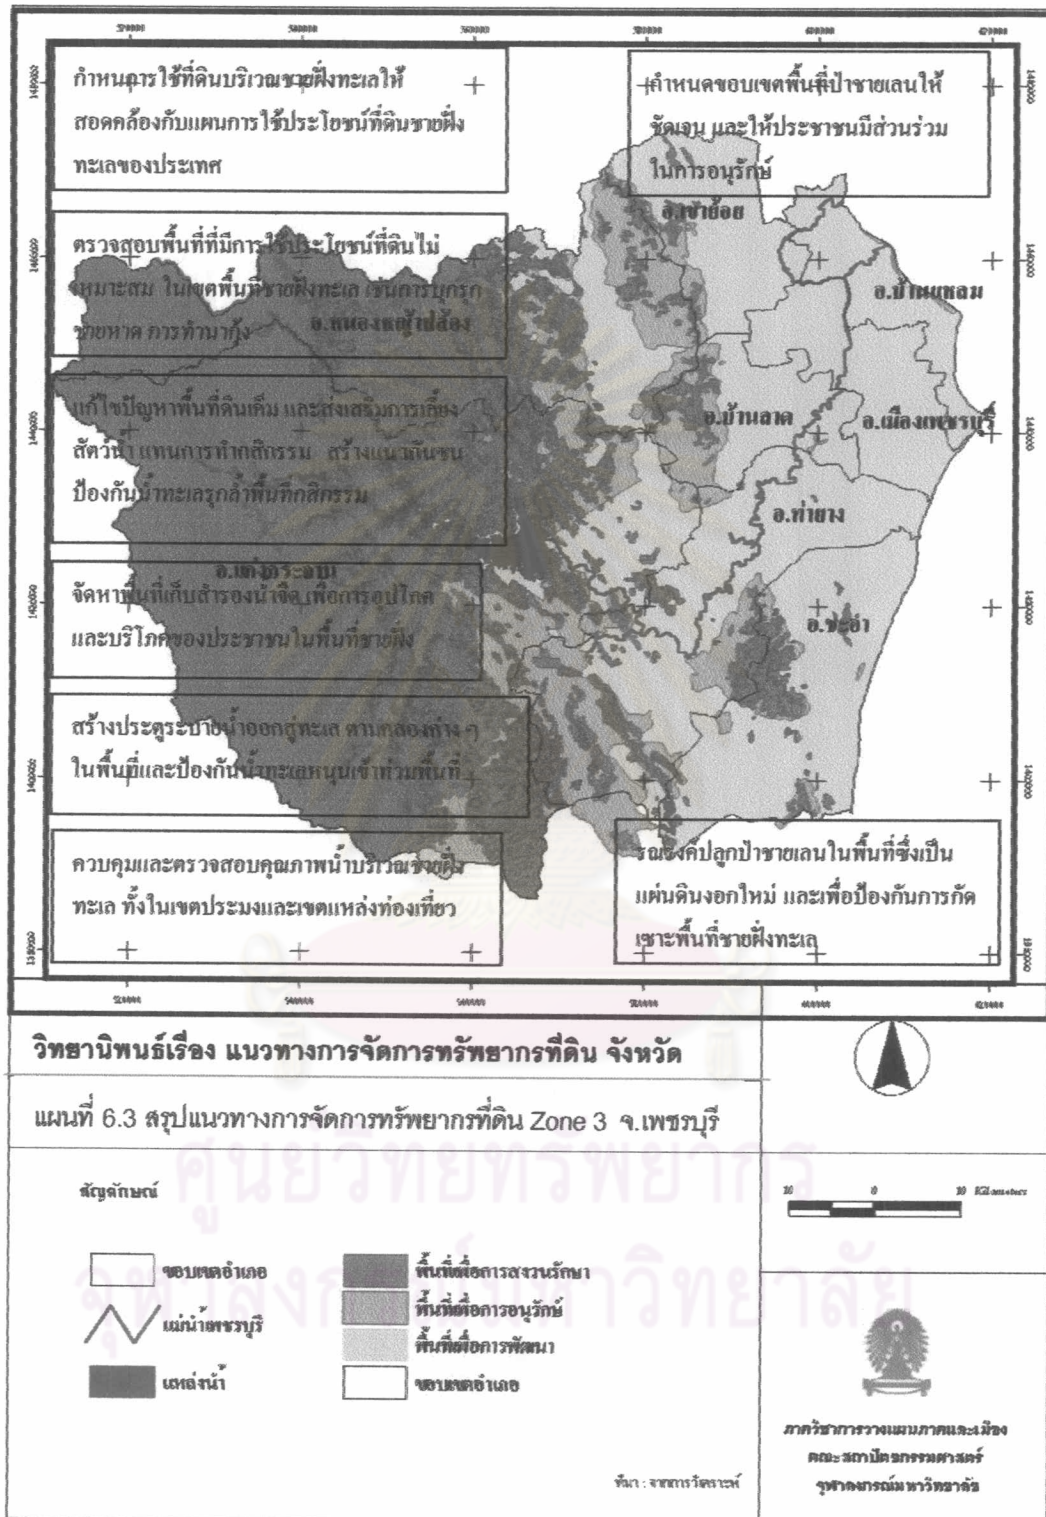 520000 540000 560000 580000 600000 620000
กำหนการใช้ที่ดินบริเวณชายฝั่งทะเลให้
สอดคล้องกับแผนการใช้ประโยชน์ที่ดินชายฝั่ง
ทะเลของประเทศ
กำหนดขอบเขตพื้นที่ป่าชายเลนให้
ชัดเจน และให้ประชาชนมีส่วนร่วม
ในการอนุรักษ์
อ.เขาย้อย
ตรวจสอบพื้นที่ที่มีการใช้ประโยชน์ที่ดินไม่
เหมาะสม ในเขตพื้นที่ชายฝั่งทะเล เช่นการบุกรุก
ชายหาด การทำนากุ้ง
อ.หนองหญ้าปล้อง
อ.บ้านแหลม
แก้ไขปัญหาพื้นที่ดินเค็ม และส่งเสริมการเลี้ยง
สัตว์น้ำ แทนการทำกสิกรรม สร้างแนวกันชน
ป้องกันน้ำทะเลรุกล้ำพื้นที่กสิกรรม
อ.บ้านลาด
อ.เมืองเพชรบุรี
อ.ท่ายาง
อ.แก่งกระจาน
จัดหาพื้นที่เก็บสำรองน้ำจืด เพื่อการอุปโภค
และบริโภคของประชาชนในพื้นที่ชายฝั่ง
อ.ชะอำ
สร้างประตูระบายน้ำออกสู่ทะเล ตามคลองต่าง ๆ
ในพื้นที่และป้องกันน้ำทะเลหนุนเข้าท่วมพื้นที่
ควบคุมและตรวจสอบคุณภาพน้ำบริเวณชายฝั่ง
ทะเล ทั้งในเขตประมงและเขตแหล่งท่องเที่ยว
รณรงค์ปลูกป่าชายเลนในพื้นที่ซึ่งเป็น
แผ่นดินงอกใหม่ และเพื่อป้องกันการกัด
เซาะพื้นที่ชายฝั่งทะเล
วิทยานิพนธ์เรื่อง แนวทางการจัดการทรัพยากรที่ดิน จังหวัด
แผนที่ 6.3 สรุปแนวทางการจัดการทรัพยากรที่ดิน Zone 3 จ.เพชรบุรี
สัญลักษณ์
ขอบเขตอำเภอ
แม่น้ำเพชรบุรี
แหล่งน้ำ
พื้นที่เพื่อการสงวนรักษา
พื้นที่เพื่อการอนุรักษ์
พื้นที่เพื่อการพัฒนา
ขอบเขตอำเภอ
ที่มา : จากการวิเคราะห์
10 0 10 Kilometers
ภาควิชาการวางแผนภาคและเมือง
คณะสถาปัตยกรรมศาสตร์
จุฬาลงกรณ์มหาวิทยาลัย
ศูนย์วิทยทรัพยากร
จุฬาลงกรณ์มหาวิทยาลัย